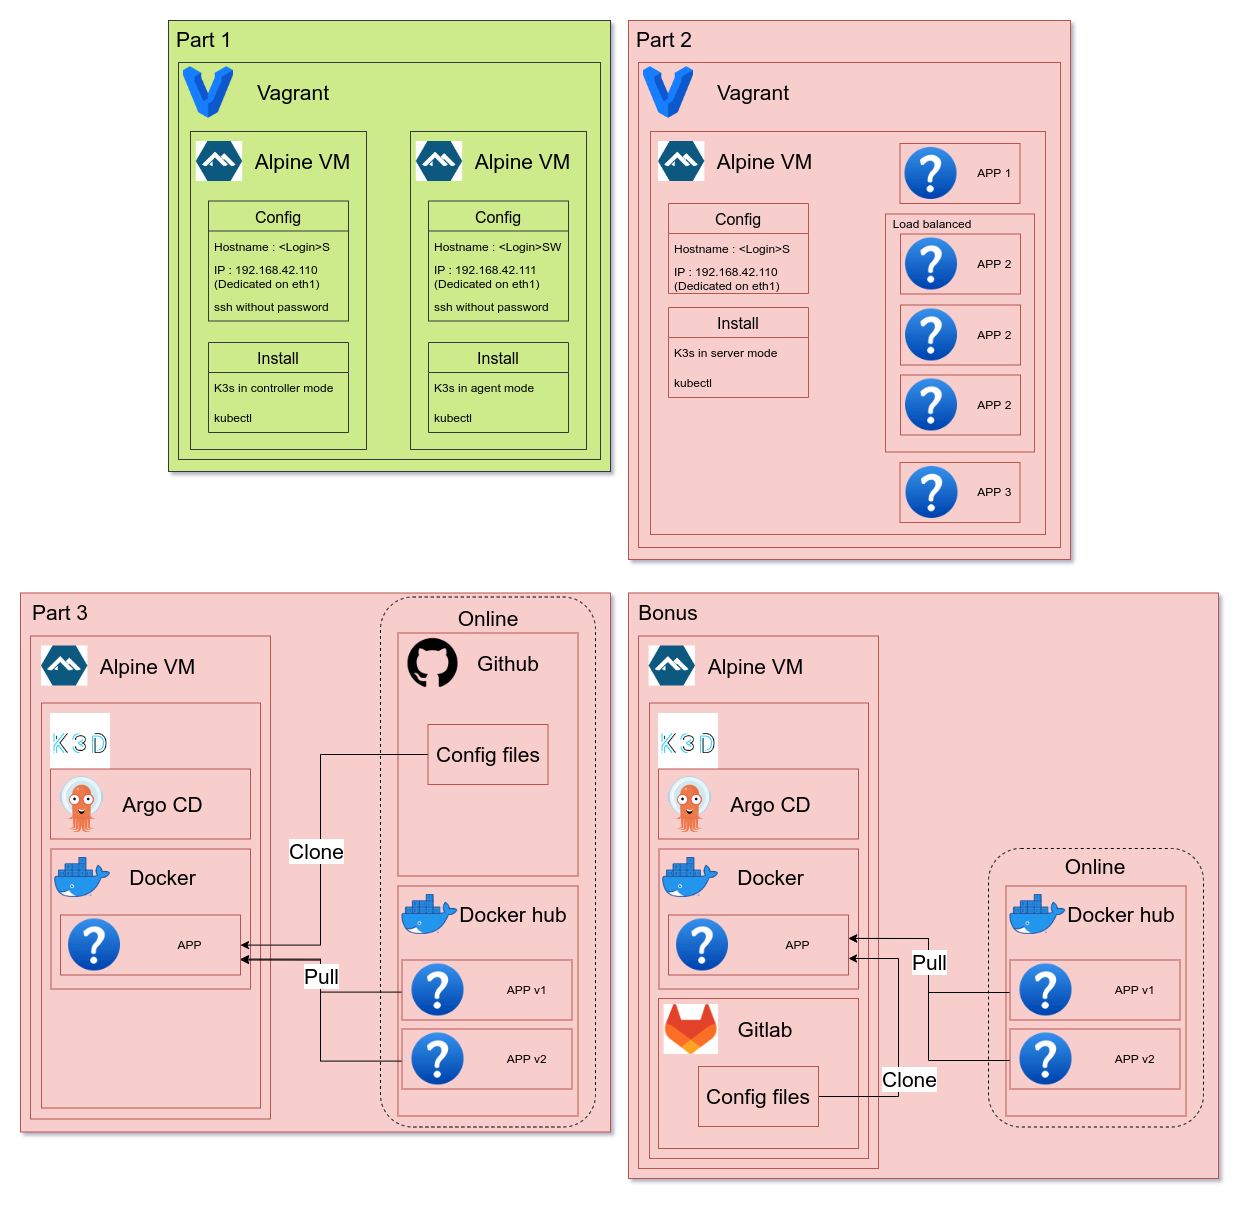 Part 1
Vagrant
Alpine VM
Config
Hostname : <Login>S
IP : 192.168.42.110
(Dedicated on eth1)
ssh without password
Install
K3s in controller mode
kubectl
Alpine VM
Config
Hostname : <Login>SW
IP : 192.168.42.111
(Dedicated on eth1)
ssh without password
Install
K3s in agent mode
kubectl
Part 2
Vagrant
Alpine VM
Config
Hostname : <Login>S
IP : 192.168.42.110
(Dedicated on eth1)
Install
K3s in server mode
kubectl
?
APP 1
Load balanced
?
APP 2
?
APP 2
?
APP 2
?
APP 3
Part 3
Alpine VM
K3D
Argo CD
Docker
?
APP
Clone
Pull
Online
Github
Config files
Docker hub
?
APP v1
?
APP v2
Bonus
Alpine VM
K3D
Argo CD
Docker
?
APP
Gitlab
Config files
Pull
Clone
Online
Docker hub
?
APP v1
?
APP v2